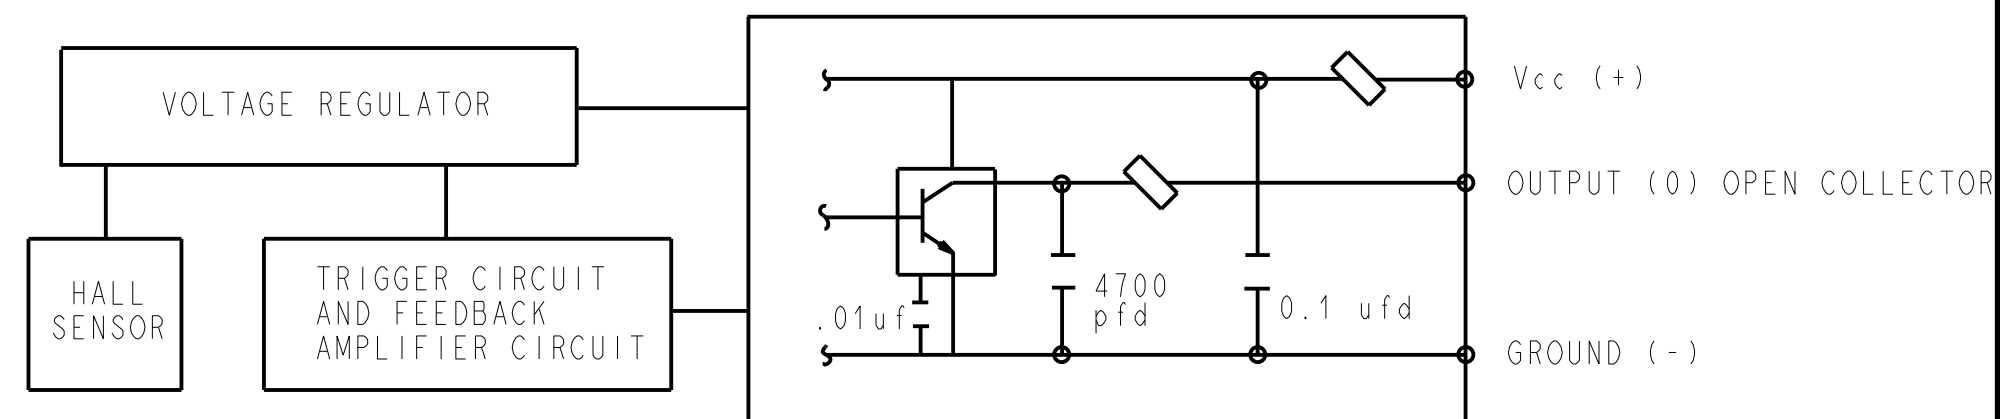 VOLTAGE REGULATOR
HALL
SENSOR
TRIGGER CIRCUIT
AND FEEDBACK
AMPLIFIER CIRCUIT
.01uf
4700
pfd
0.1 ufd
Vcc (+)
OUTPUT (O) OPEN COLLECTOR
GROUND (-)